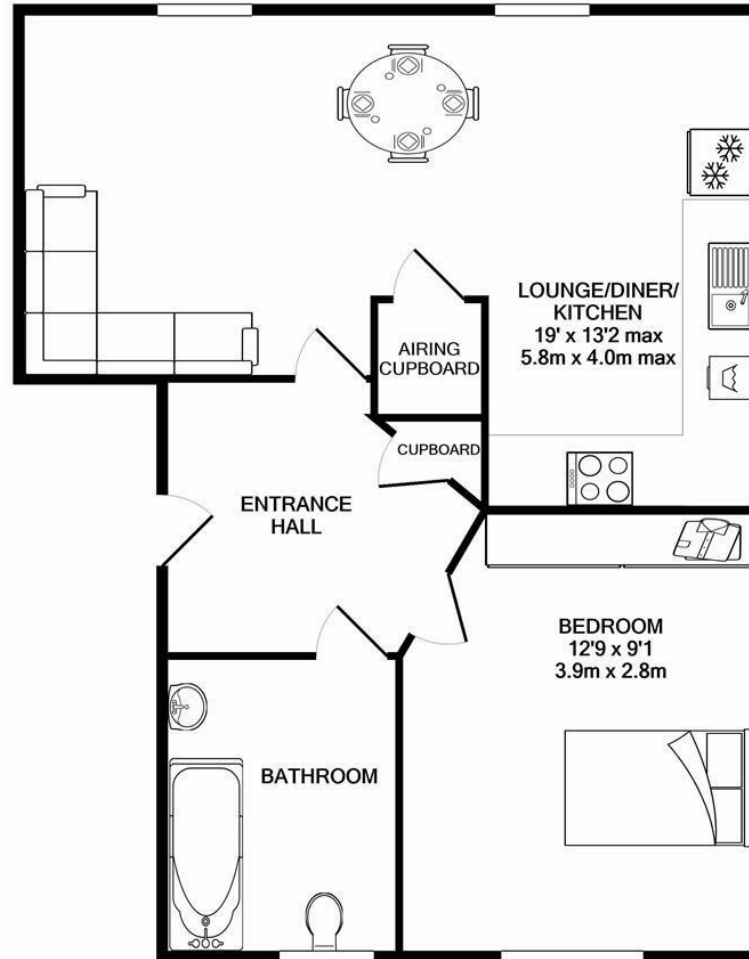 LOUNGE/DINER/
KITCHEN
19' x 13'2 max
5.8m x 4.0m max
AIRING
CUPBOARD
CUPBOARD
ENTRANCE
HALL
BEDROOM
12'9 x 9'1
3.9m x 2.8m
BATHROOM